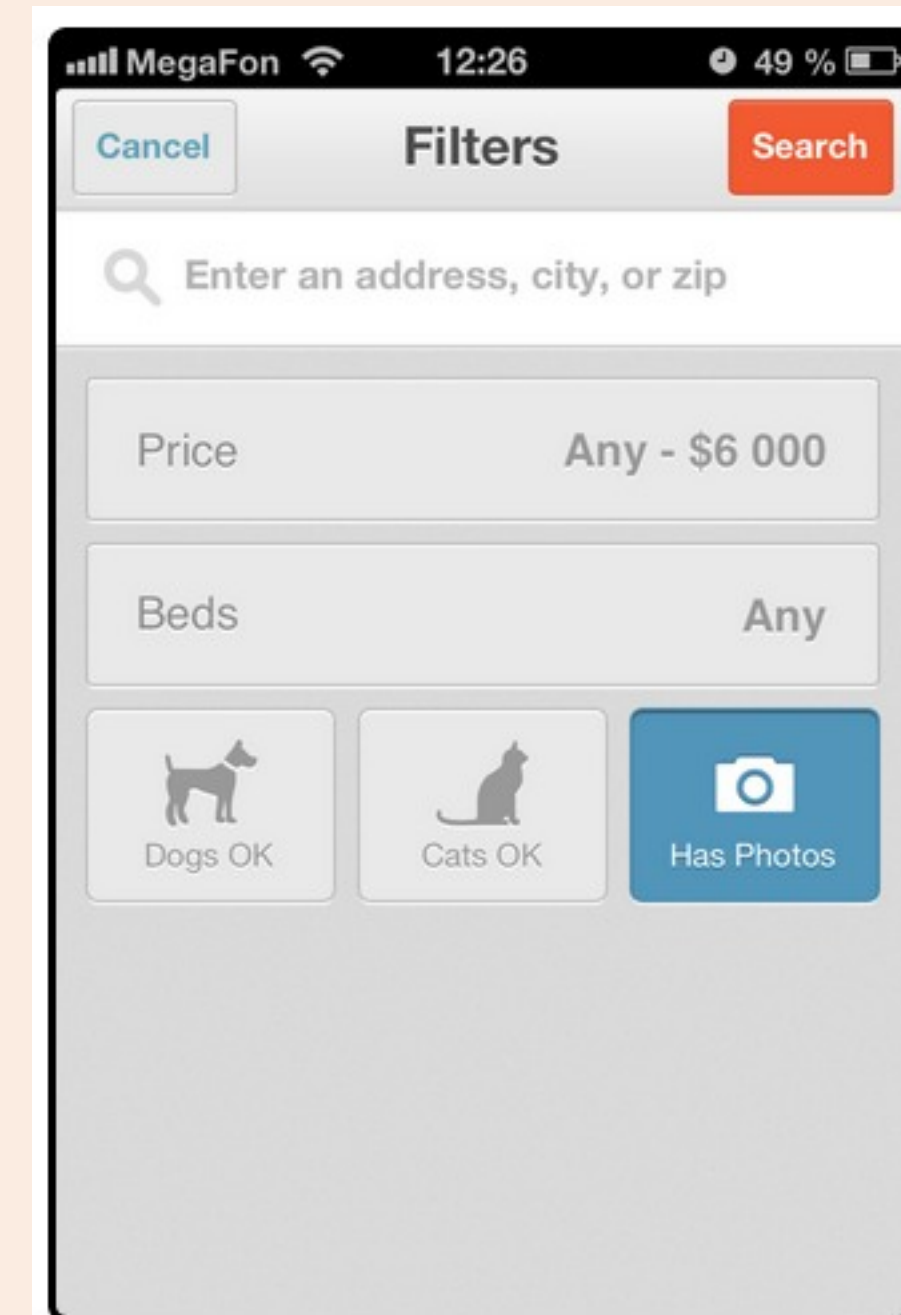 MegaFon 12:26 49 %
Cancel Filters Search
Enter an address, city, or zip
Price Any - $6 000
Beds Any
Dogs OK Cats OK Has Photos